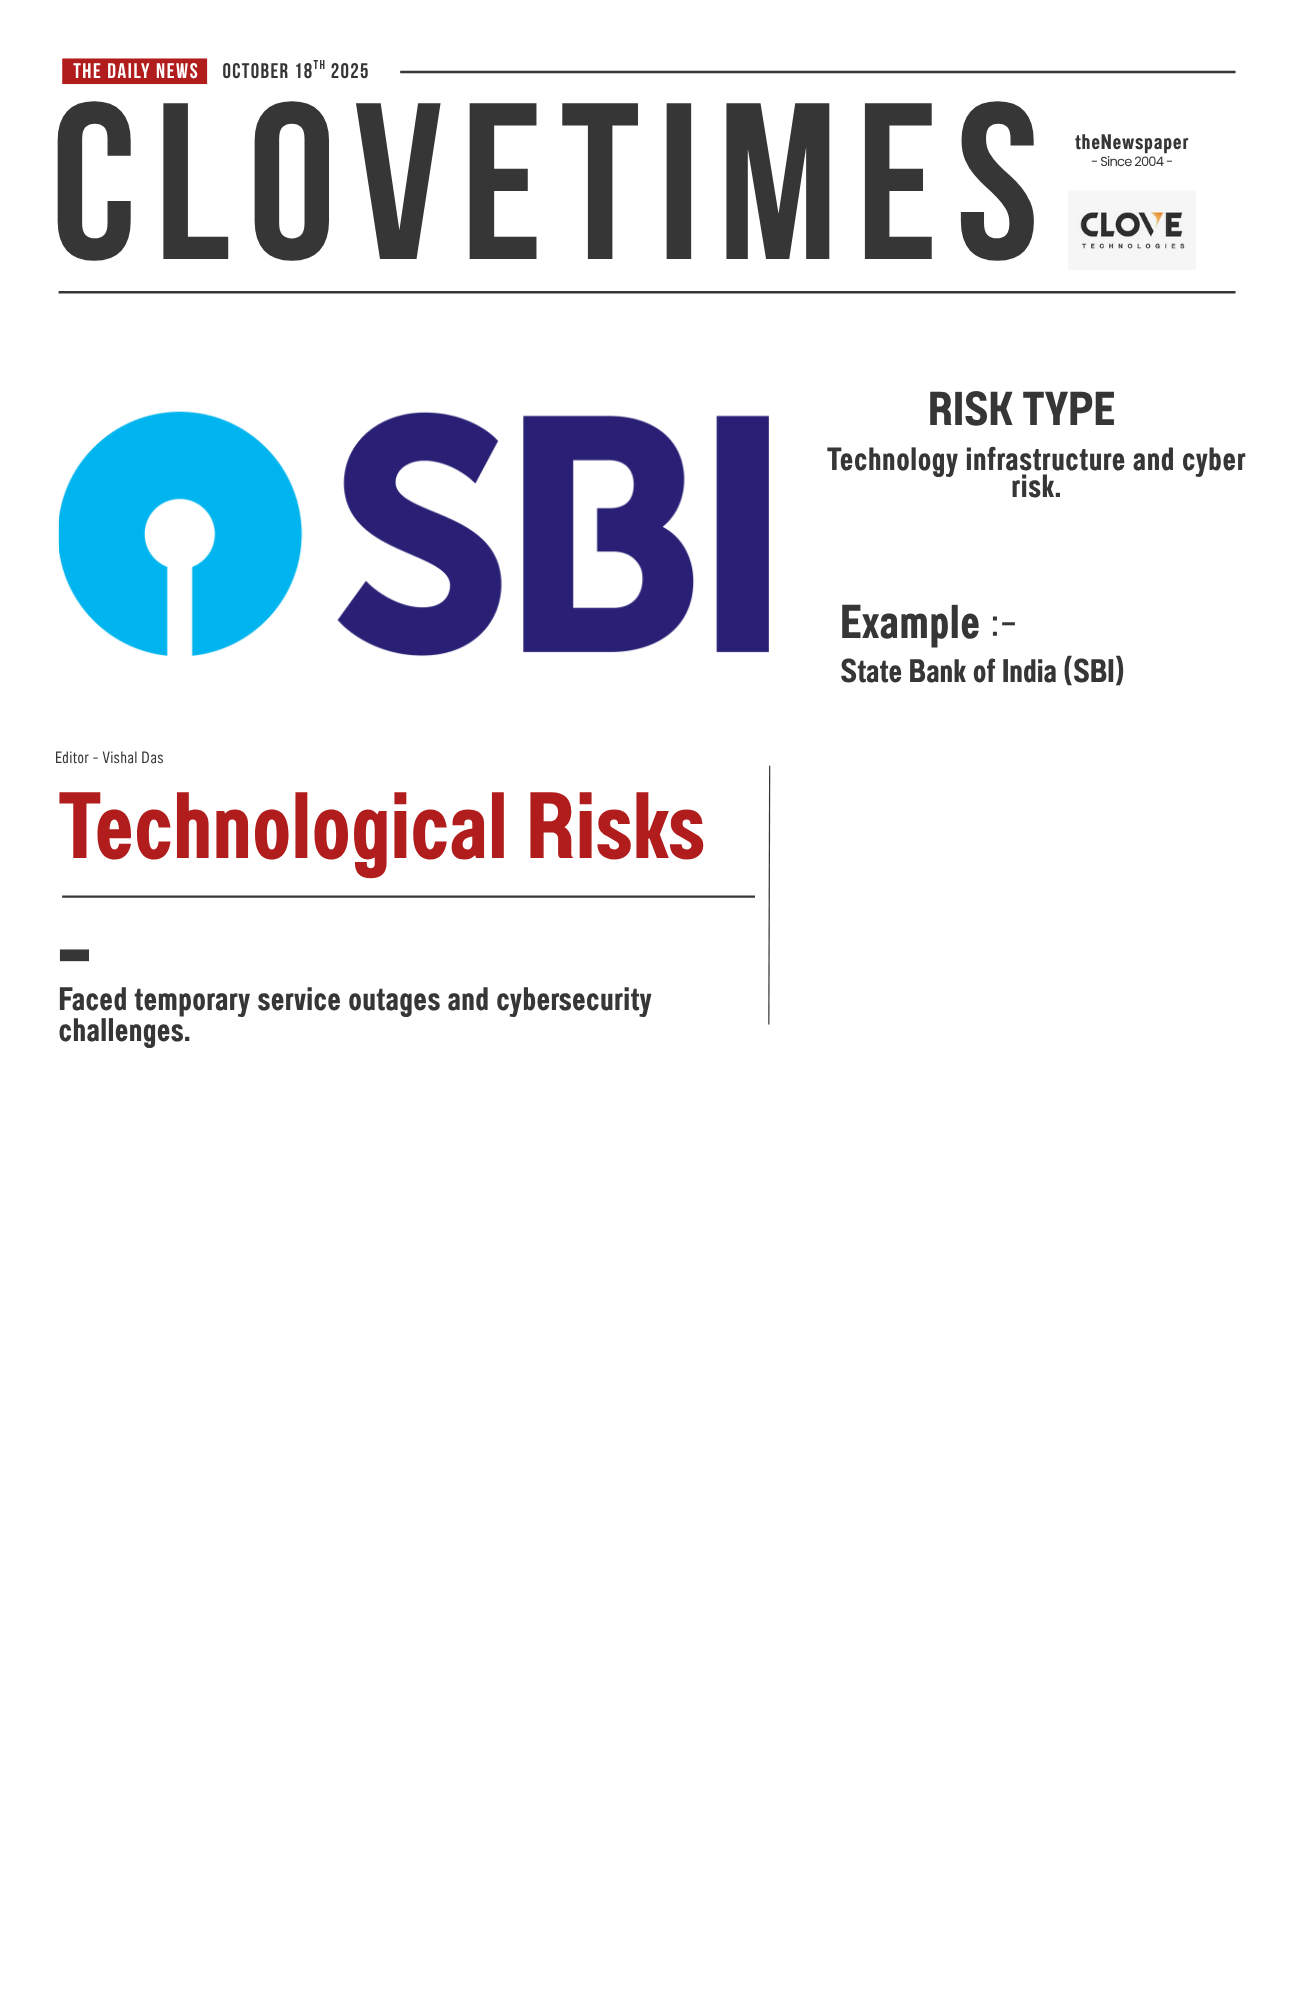 THE DAILY NEWS OCTOBER 18TH 2025
CLOVETIMES
theNewspaper
- Since 2004 -
CLOVE
TECHNOLOGIES
SBI
RISK TYPE
Technology infrastructure and cyber
risk.
Example :-
State Bank of India (SBI)
Editor - Vishal Das
Technological Risks
-
Faced temporary service outages and cybersecurity
challenges.